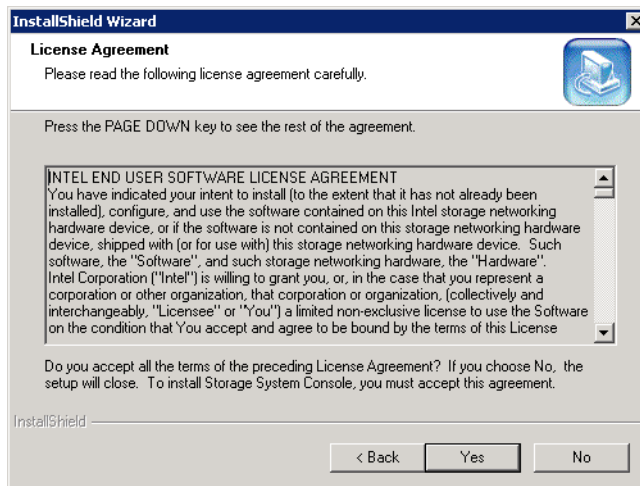 InstallShield Wizard
License Agreement
Please read the following license agreement carefully.
Press the PAGE DOWN key to see the rest of the agreement.
INTEL END USER SOFTWARE LICENSE AGREEMENT
You have indicated your intent to install (to the extent that it has not already been
installed), configure, and use the software contained on this Intel storage networking
hardware device, or if the software is not contained on this storage networking hardware
device, shipped with (or for use with) this storage networking hardware device.  Such
software, the "Software", and such storage networking hardware, the "Hardware".
Intel Corporation ("Intel") is willing to grant you, or, in the case that you represent a
corporation or other organization, that corporation or organization, (collectively and
interchangeably, "Licensee" or "You") a limited non-exclusive license to use the Software
on the condition that You accept and agree to be bound by the terms of this License
Do you accept all the terms of the preceding License Agreement?  If you choose No,  the
setup will close.  To install Storage System Console, you must accept this agreement.
InstallShield
< Back
Yes
No